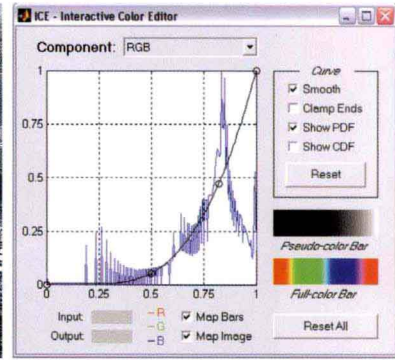 ICE - Interactive Color Editor
Component: RGB
1
0.75
0.5
0.25
0
0 0.25 0.5 0.75 1
Curve
Smooth
Clamp Ends
Show PDF
Show CDF
Reset
Pseudo-color Bar
Full-color Bar
Input:
Output:
R
G
B
Map Bars
Map Image
Reset All